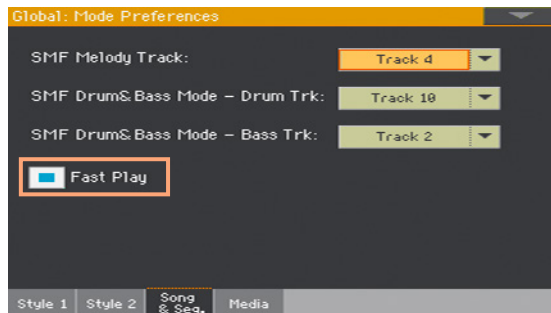 Global: Mode Preferences
SMF Melody Track: Track 4
SMF Drum& Bass Mode – Drum Trk: Track 10
SMF Drum& Bass Mode – Bass Trk: Track 2
Fast Play
Style 1 Style 2 Song & Seq. Media